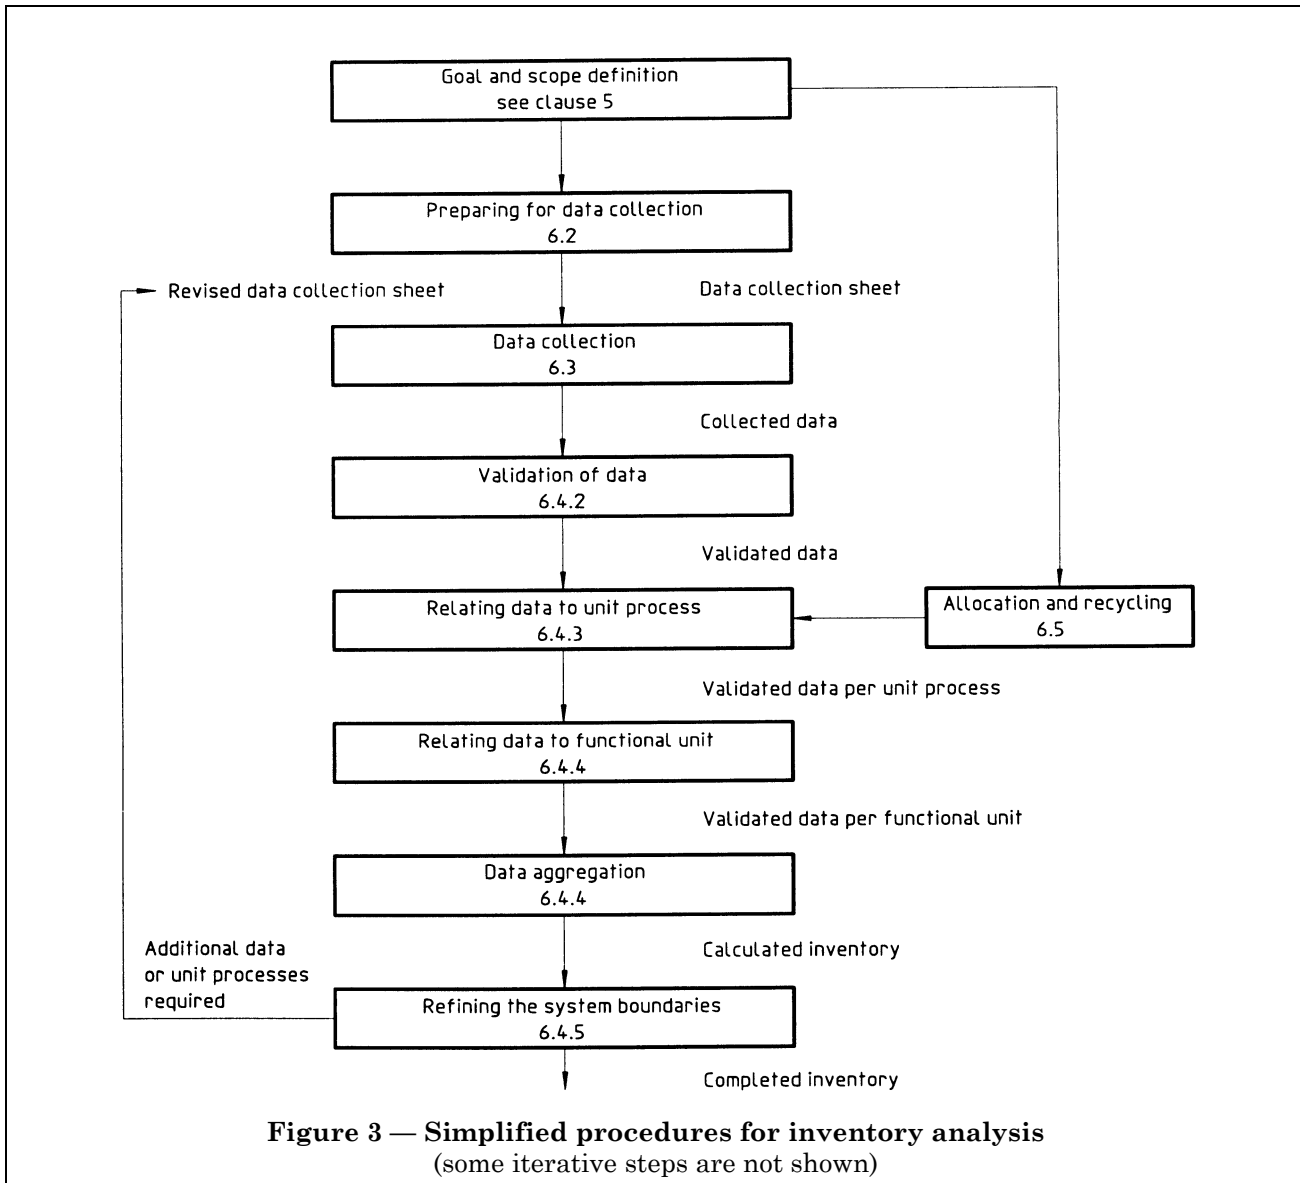 Goal and scope definition
see clause 5
Preparing for data collection
6.2
Revised data collection sheet
Data collection sheet
Data collection
6.3
Collected data
Validation of data
6.4.2
Validated data
Relating data to unit process
6.4.3
Allocation and recycling
6.5
Validated data per unit process
Relating data to functional unit
6.4.4
Validated data per functional unit
Data aggregation
6.4.4
Additional data
or unit processes
required
Calculated inventory
Refining the system boundaries
6.4.5
Completed inventory
Figure 3 — Simplified procedures for inventory analysis
(some iterative steps are not shown)